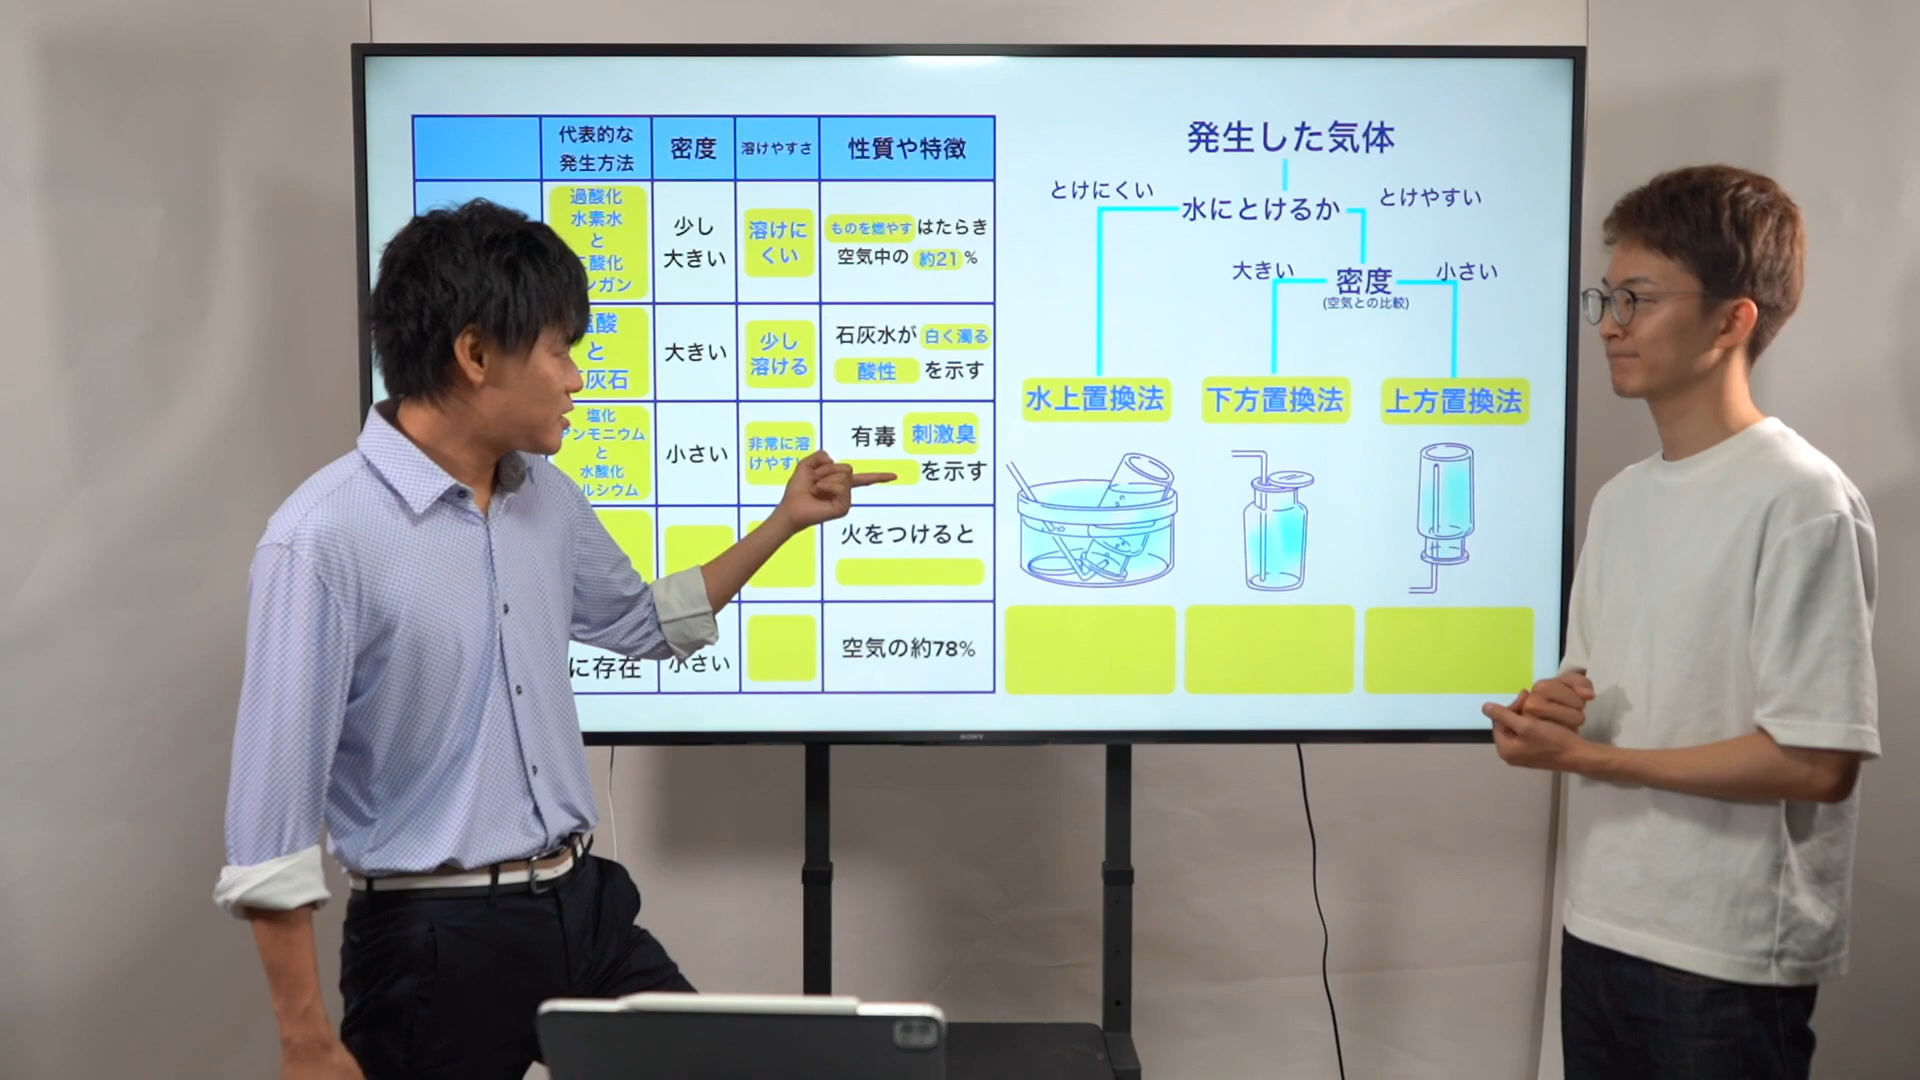 代表的な
発生方法
密度
溶けやすさ
性質や特徴
過酸化
水素水
と
酸化
ンガン
少し
大きい
溶けに
くい
ものを燃やす はたらき
空気中の 約21 %
酸
と
灰石
大きい
少し
溶ける
石灰水が 白く濁る
酸性 を示す
塩化
ンモニウム
と
水酸化
ルシウム
小さい
非常に溶
けやす
有毒 刺激臭
を示す
火をつけると
に存在
小さい
空気の約78%
発生した気体
とけにくい
水にとけるか
とけやすい
大きい
密度
小さい
(空気との比較)
水上置換法
下方置換法
上方置換法
SONY